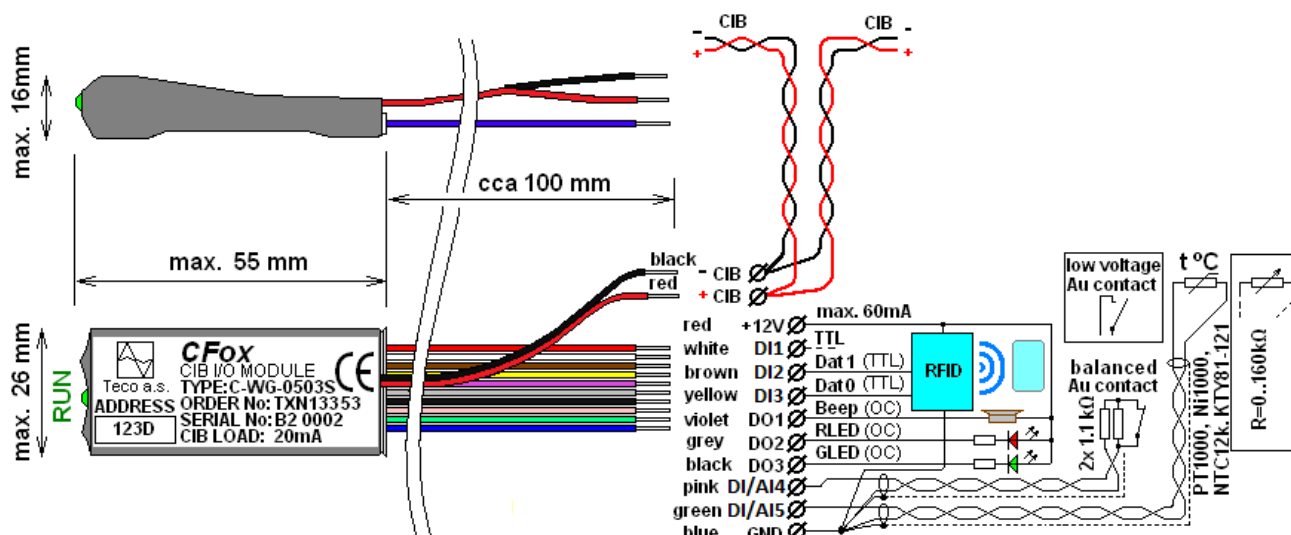 CIB
CIB
-
+
-
+
max. 16mm
cca 100 mm
max. 55 mm
max. 26 mm
RUN
Teco a.s.
ADDRESS
123D
CFox
CIB I/O MODULE
TYPE:C-WG-0503S
ORDER No: TXN13353
SERIAL No: B2 0002
CIB LOAD: 20mA
CE
black - CIB
red + CIB
red +12V max. 60mA
white DI1 TTL
brown DI2 Dat1 (TTL)
yellow DI3 Dat0 (TTL)
violet DO1 Beep (OC)
grey DO2 RLED (OC)
black DO3 GLED (OC)
pink DI/AI4
green DI/AI5
blue GND
RFID
low voltage
Au contact
balanced
Au contact
2x 1.1kΩ
t ºC
PT1000, Ni1000,
NTC12k,KTY81-121
R=0..160kΩ